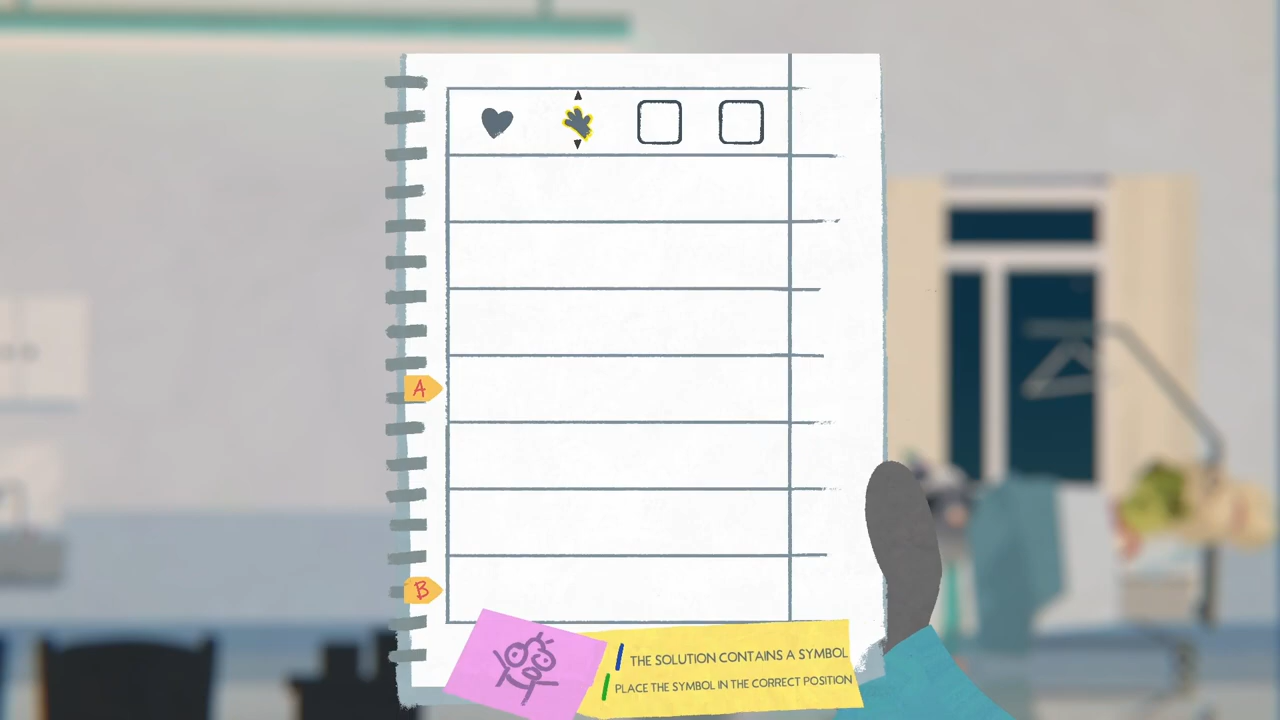 A
B
THE SOLUTION CONTAINS A SYMBOL
PLACE THE SYMBOL IN THE CORRECT POSITION